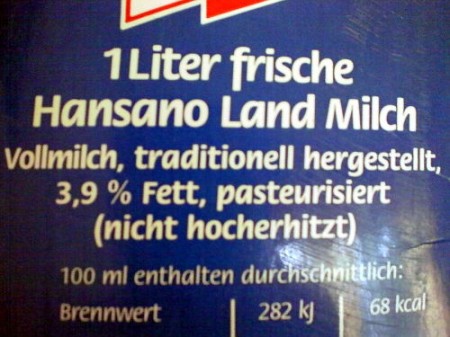 1 Liter frische
Hansano Land Milch
Vollmilch, traditionell hergestellt,
3,9 % Fett, pasteurisiert
(nicht hocherhitzt)
100 ml enthalten durchschnittlich:
Brennwert 282 kJ 68 kcal